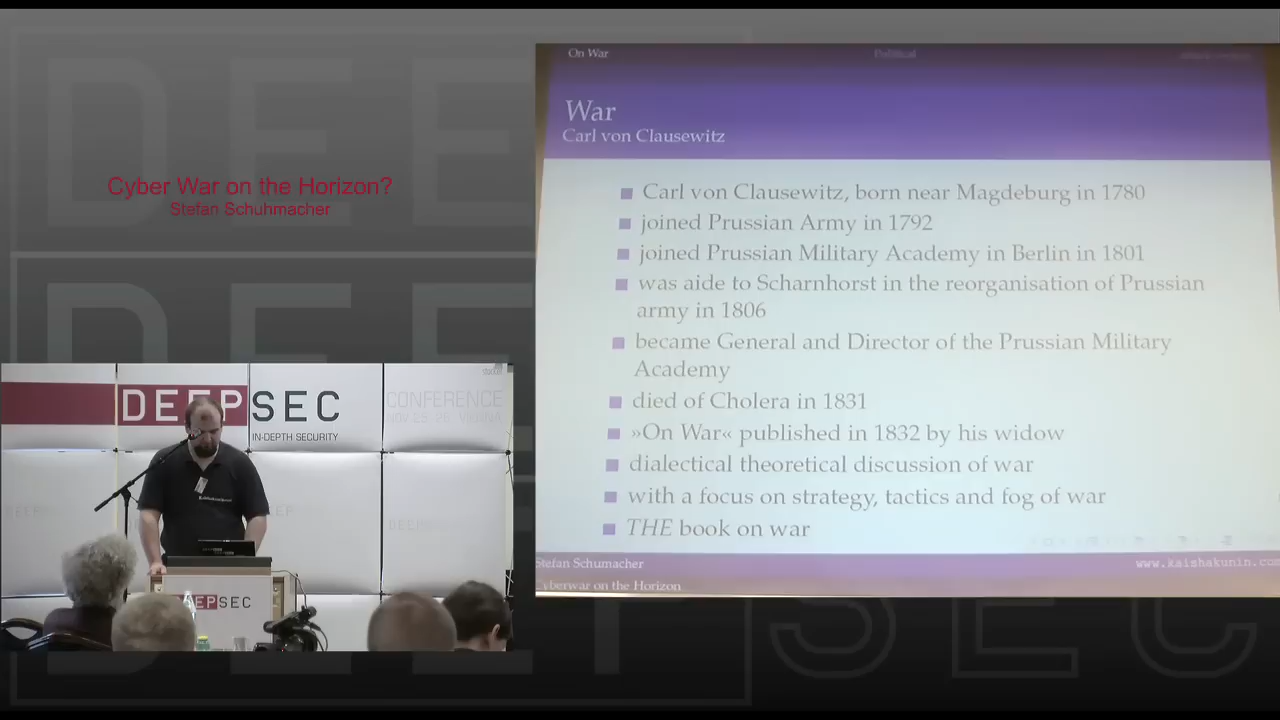 Cyber War on the Horizon?
Stefan Schuhmacher
On War
Political
War
Carl von Clausewitz
Carl von Clausewitz, born near Magdeburg in 1780
joined Prussian Army in 1792
joined Prussian Military Academy in Berlin in 1801
was aide to Scharnhorst in the reorganisation of Prussian
army in 1806
became General and Director of the Prussian Military
Academy
died of Cholera in 1831
»On War« published in 1832 by his widow
dialectical theoretical discussion of war
with a focus on strategy, tactics and fog of war
THE book on war
Stefan Schumacher
www.kaishakunin.com
Cyberwar on the Horizon
DEEPSEC
IN-DEPTH SECURITY
CONFERENCE
DEEPSEC